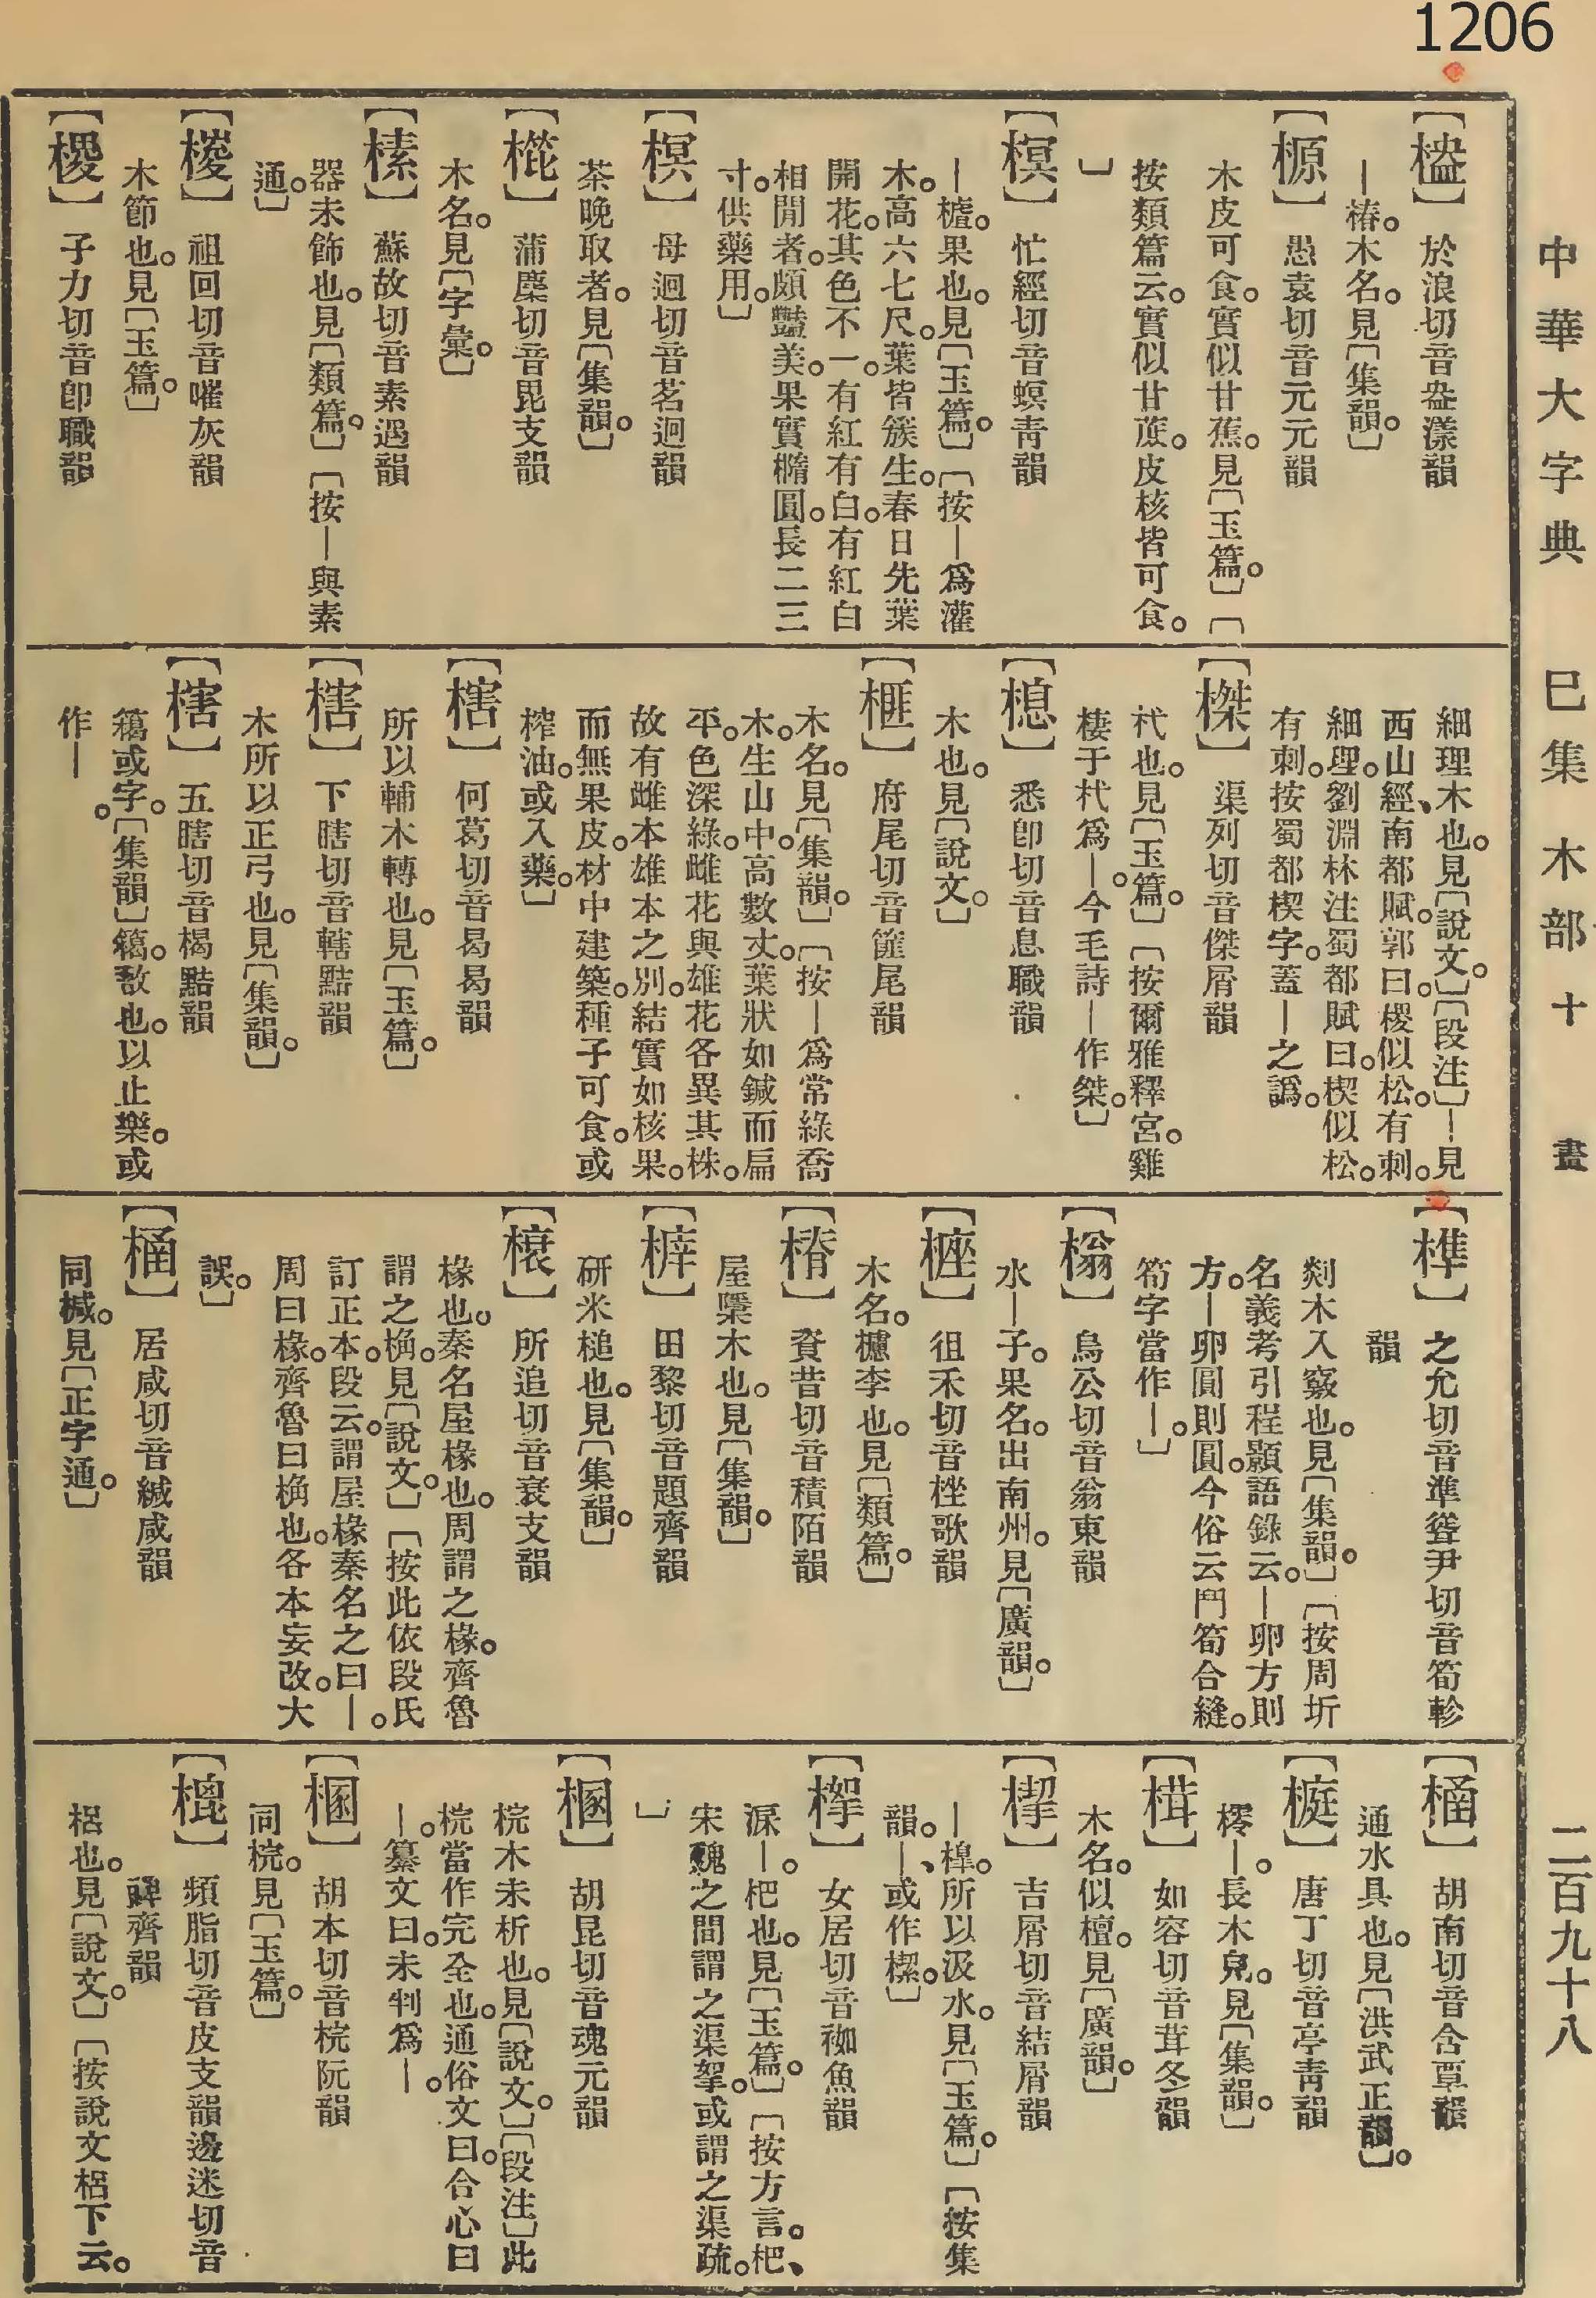 1206
中華大字典 巳集 木部 十畫 二百九十八
【㭿】於浪切音盎漾韻
｜椿。木名。見〔集韻。〕
【榞】愚袁切音元元韻
木皮可食。實似甘蕉。見〔玉篇。〕〔
按類篇云。實似甘蔗。皮核皆可食。
〕
【榠】忙經切音螟青韻
｜樝。果也。見〔玉篇。〕〔按｜爲灌
木。高六七尺。葉皆簇生。春日先葉
開花。其色不一。有紅有白。有紅白
相閒者。頗豔美。果實橢圓。長二三
寸。供藥用。〕
【榠】母迥切音茗迥韻
茶晚取者。見〔集韻。〕
【㮰】蒲麋切音毘支韻
木名。見〔字彙。〕
【榡】蘇故切音素遇韻
器未飾也。見〔類篇。〕〔按｜與素
通。〕
【㮍】祖回切音嗺灰韻
木節也。見〔玉篇。〕
【稷】子力切音卽職韻
細理木也。見〔說文。〕〔段注〕｜見
西山經、南都賦。郭曰。㮨似松。有刺。
細理。劉淵林注蜀都賦曰。楔似松。
有刺。按蜀都楔字。蓋｜之譌。
【榤】渠列切音傑屑韻
杙也。見〔玉篇。〕〔按爾雅釋宮。雞
棲于杙爲｜。今毛詩｜作桀。〕
【㮩】悉卽切音息職韻
木也。見〔說文。〕
【榧】府尾切音篚尾韻
木名。見〔集韻。〕〔按｜爲常綠喬
木。生山中。高數丈。葉狀如鍼而扁
平。色深綠。雌花與雄花各異其株。
故有雌本雄本之別。結實如核果。
而無果皮。材中建築。種子可食。或
榨油。或入藥。〕
【㮫】何葛切音曷曷韻
所以輔木轉也。見〔玉篇。〕
【㮫】下瞎切音轄黠韻
木所以正弓也。見〔集韻。〕
【㮫】五瞎切音楬黠韻
䉎或字。〔集韻〕䉎。敔也。以止樂。或
作｜。
【榫】之允切音準聳尹切音筍軫
韻
剡木入竅也。見〔集韻。〕〔按周圻
名義考引程顥語錄云。｜卯方則
方。｜卯圓則圓。今俗云鬥筍合縫。
筍字當作｜。〕
【㮬】烏公切音翁東韻
水｜子。果名。出南州。見〔廣韻。〕
【㭫】徂禾切音㭫歌韻
木名。櫖李也。見〔類篇。〕
【㮟】資昔切音積陌韻
屋檼木也。見〔集韻。〕
【榟】田黎切音題齊韻
研米槌也。見〔集韻。〕
【榱】所追切音衰支韻
椽也。秦名屋椽也。周謂之椽。齊魯
謂之桷。見〔說文。〕〔按此依段氏
訂正本。段云。謂屋椽秦名之曰｜。
周曰椽。齊魯曰桷也。各本妄改。大
誤。〕
【㮀】居咸切音緘咸韻
同椷。見〔正字通。〕
【㮀】胡南切音含覃韻
通水具也。見〔洪武正韻〕。
【榳】唐丁切音亭青韻
樗｜。長木皃。見〔集韻。〕
【榵】如容切音茸冬韻
木名。似檀。見〔廣韻。〕
【㮮】吉屑切音結屑韻
｜槔。所以汲水。見〔玉篇。〕〔按集
韻。｜、或作㮮。〕
【㮏】女居切音袽魚韻
淭｜。杷也。見〔玉篇。〕〔按方言。杷、
宋魏之間謂之渠挐。或謂之渠疏。
〕
【㮯】胡昆切音魂元韻
梡木未析也。見〔說文。〕〔段注〕此
梡當作完。全也。通俗文曰。合心曰
｜。纂文曰。未判爲｜。
【㮯】胡本切音梡阮韻
同梡。見〔玉篇。〕
【㮰】頻脂切音皮支韻邊迷切音
豍齊韻
梠也。見〔說文。〕〔按說文梠下云。